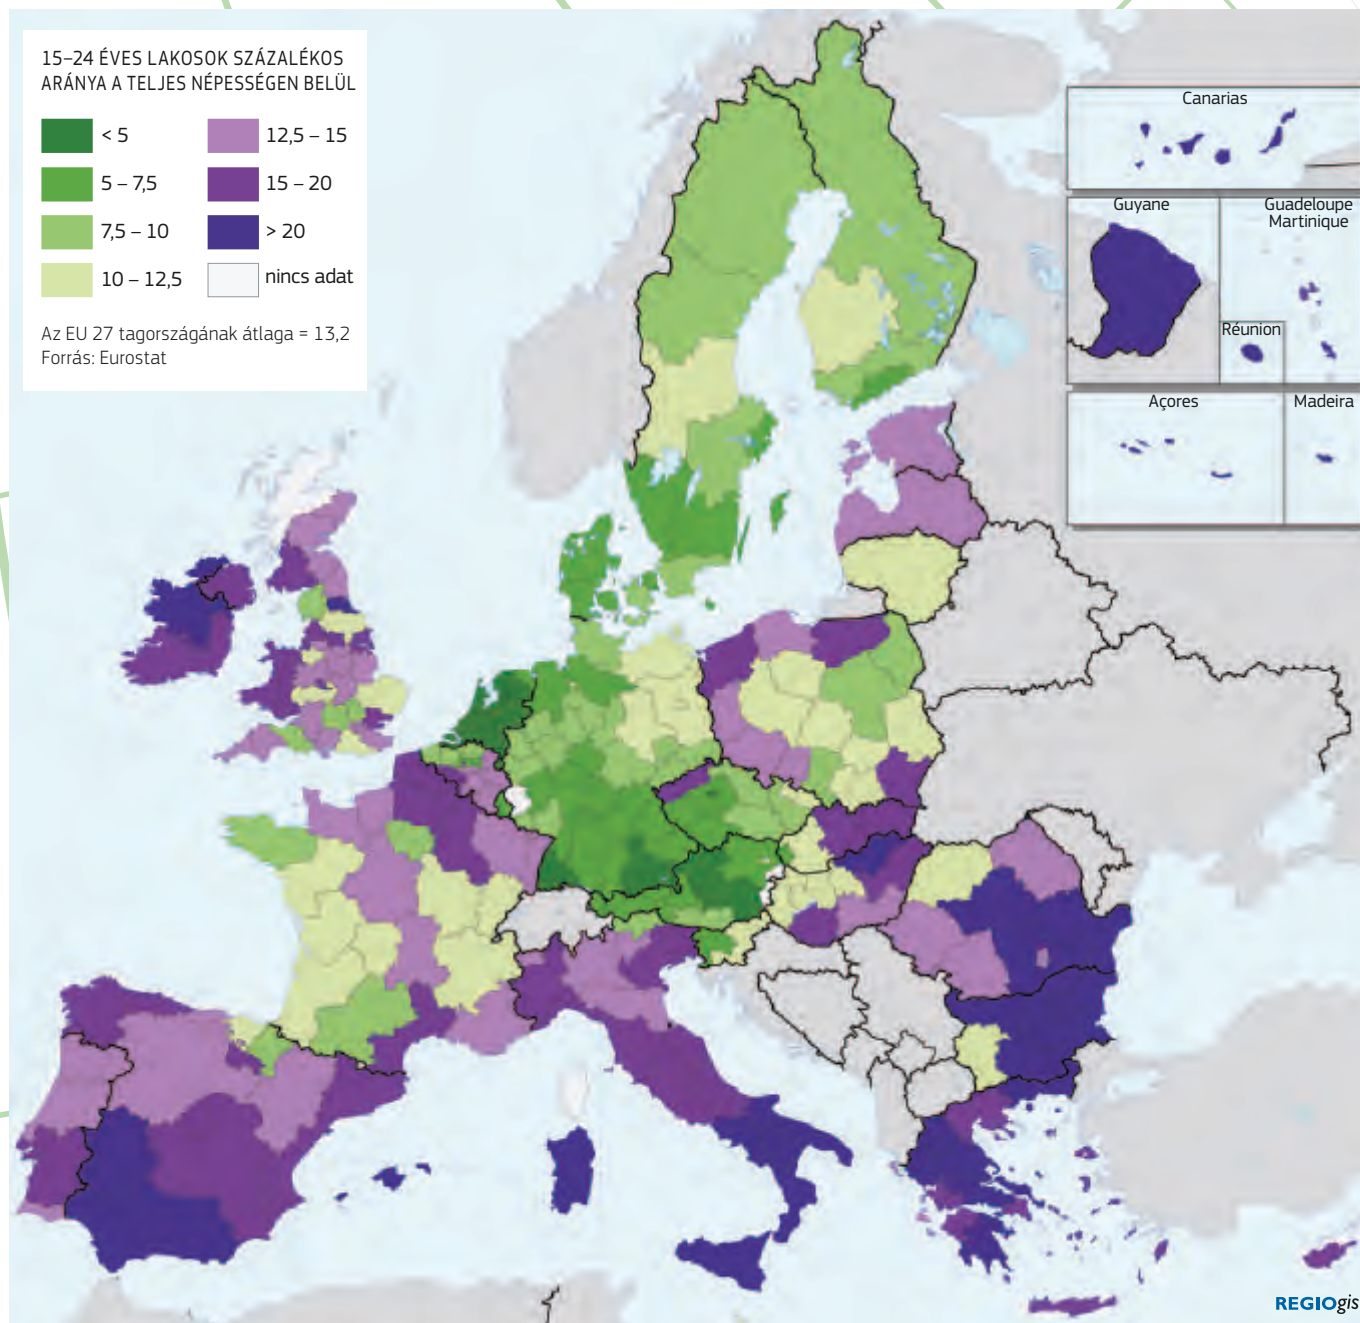 15–24 ÉVES LAKOSOK SZÁZALÉKOS
ARÁNYA A TELJES NÉPESSÉGEN BELÜL
< 5
5 – 7,5
7,5 – 10
10 – 12,5
12,5 – 15
15 – 20
> 20
nincs adat
Az EU 27 tagországának átlaga = 13,2
Forrás: Eurostat
Canarias
Guyane
Guadeloupe
Martinique
Réunion
Açores
Madeira
REGIOgis